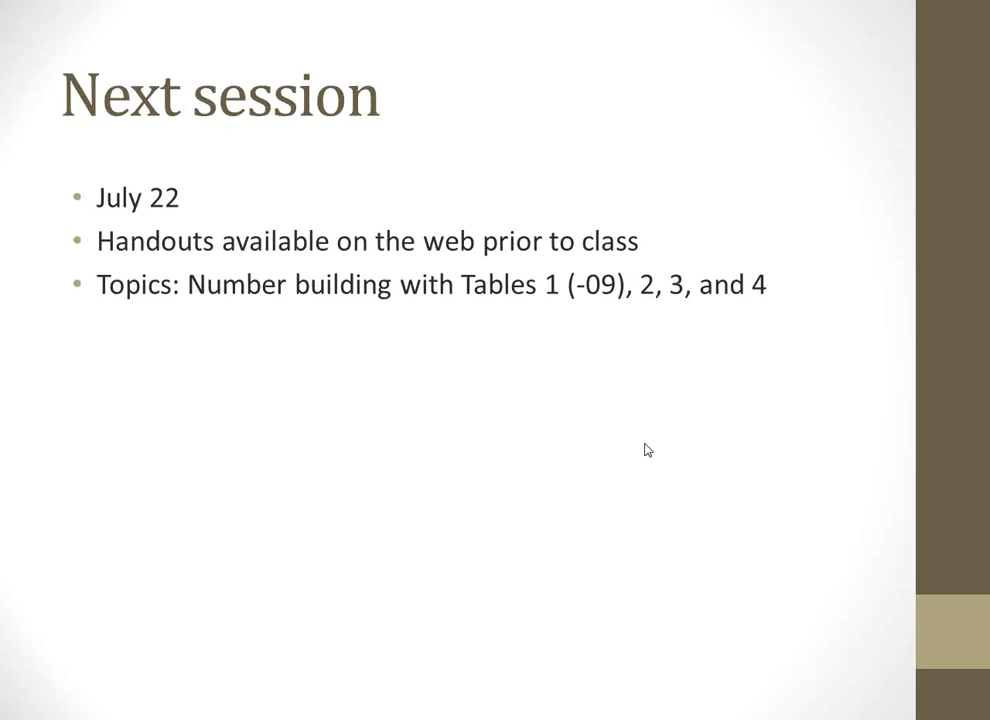 Next session
• July 22
• Handouts available on the web prior to class
• Topics: Number building with Tables 1 (-09), 2, 3, and 4